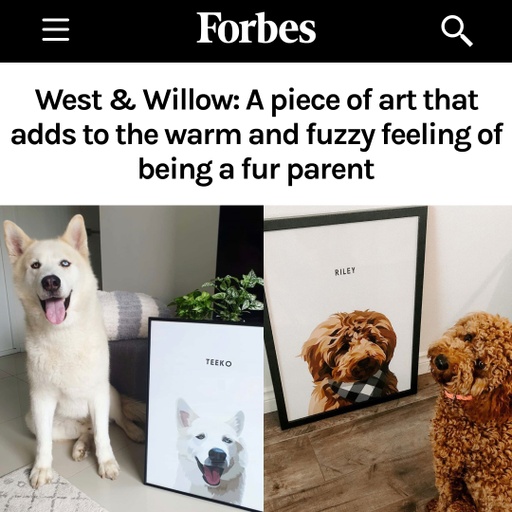 Forbes
West & Willow: A piece of art that
adds to the warm and fuzzy feeling of
being a fur parent
TEEKO
RILEY